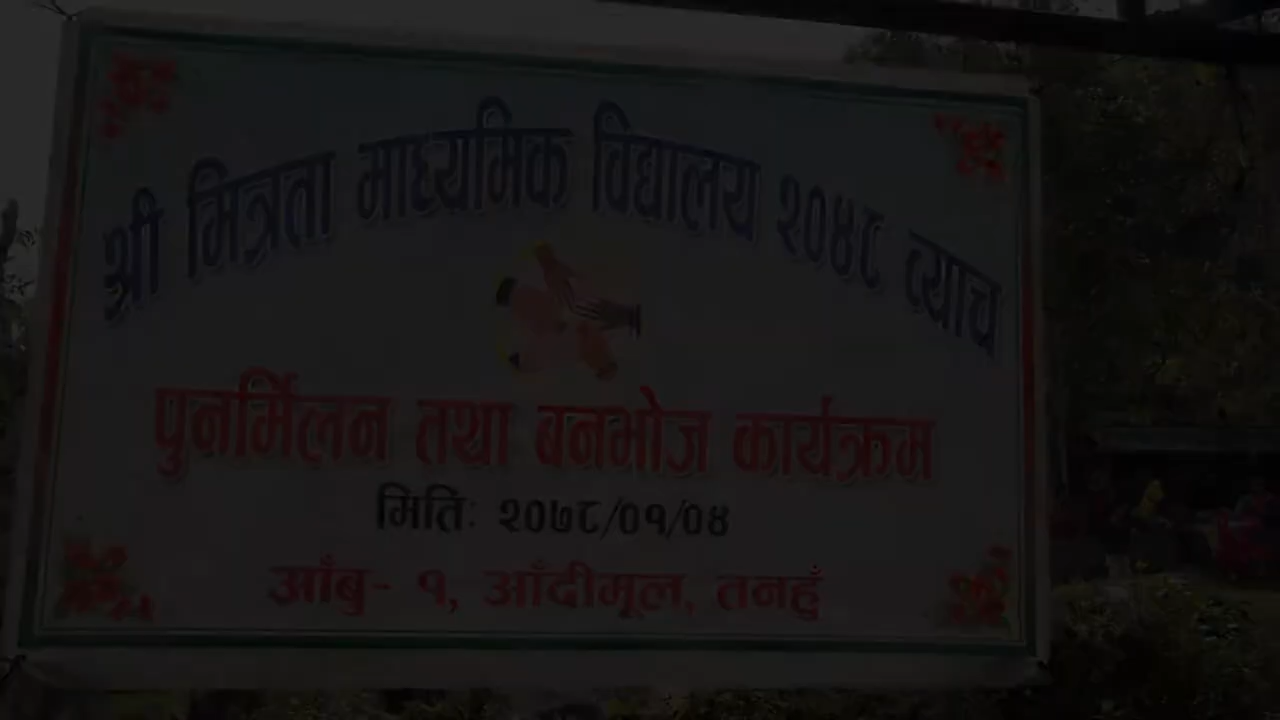 श्री मित्रता माध्यमिक विद्यालय २०४८ व्याच
पुनर्मिलन तथा बनभोज कार्यक्रम
मितिः २०७८/०१/०४
आँबु- १, आँदीमूल, तनहुँ